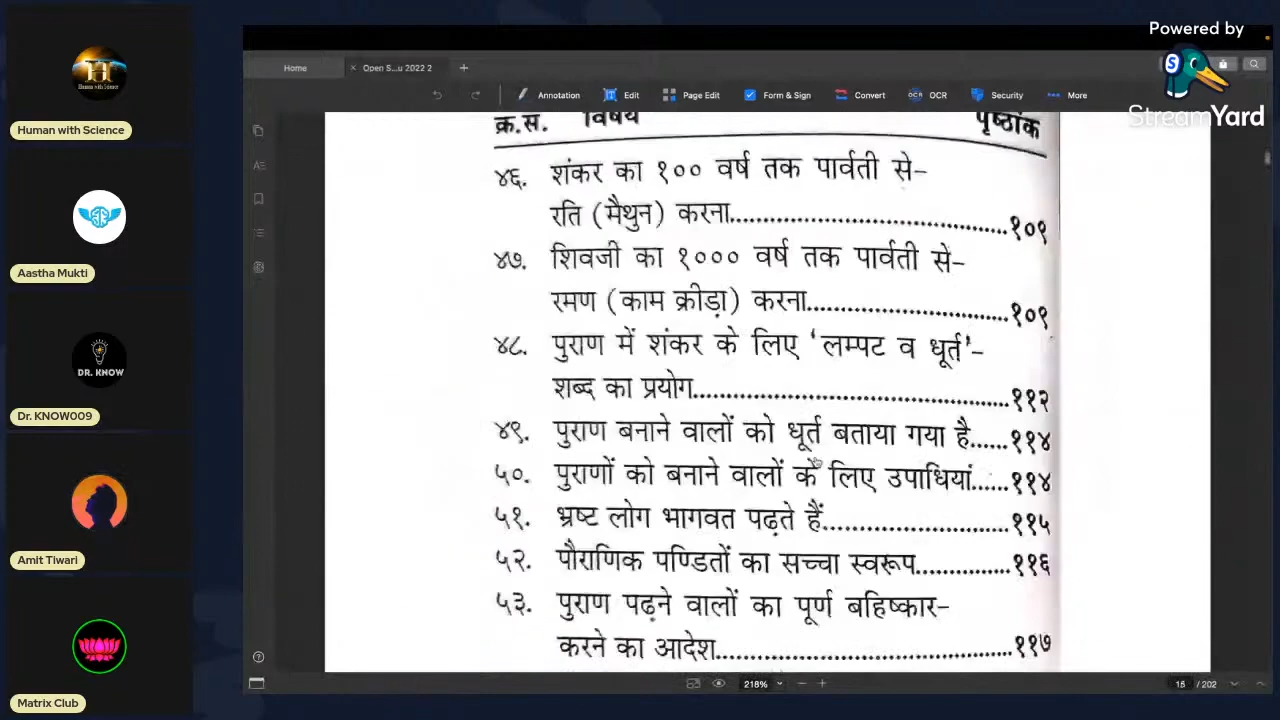 Powered by
StreamYard
Human with Science
Aastha Mukti
DR. KNOW
Dr. KNOW009
Amit Tiwari
Matrix Club
Home
Open S...u 2022 2
Annotation
Edit
Page Edit
Form & Sign
Convert
OCR
OCR
Security
More
क्र.स. विषय पृष्ठांक
४६. शंकर का १०० वर्ष तक पार्वती से-
रति (मैथुन) करना...........................................१०९
४७. शिवजी का १००० वर्ष तक पार्वती से-
रमण (काम क्रीड़ा) करना................................१०९
४८. पुराण में शंकर के लिए 'लम्पट व धूर्त'-
शब्द का प्रयोग..................................................११२
४९. पुराण बनाने वालों को धूर्त बताया गया है......११४
५०. पुराणों को बनाने वालों के लिए उपाधियां......११४
५१. भ्रष्ट लोग भागवत पढ़ते हैं..............................११५
५२. पौराणिक पण्डितों का सच्चा स्वरूप...............११६
५३. पुराण पढ़ने वालों का पूर्ण बहिष्कार-
करने का आदेश..............................................११७
218%
15 / 202